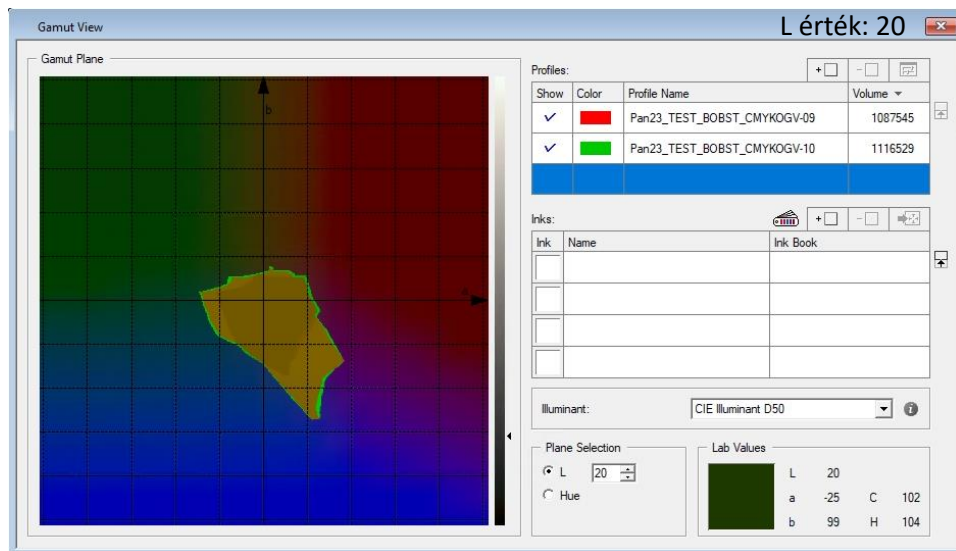 Gamut View
L érték: 20
Gamut Plane
b
a
Profiles:
Show Color Profile Name Volume
Pan23_TEST_BOBST_CMYKOGV-09 1087545
Pan23_TEST_BOBST_CMYKOGV-10 1116529
Inks:
Ink Name Ink Book
Illuminant: CIE Illuminant D50
Plane Selection
L 20
Hue
Lab Values
L 20
a -25 C 102
b 99 H 104